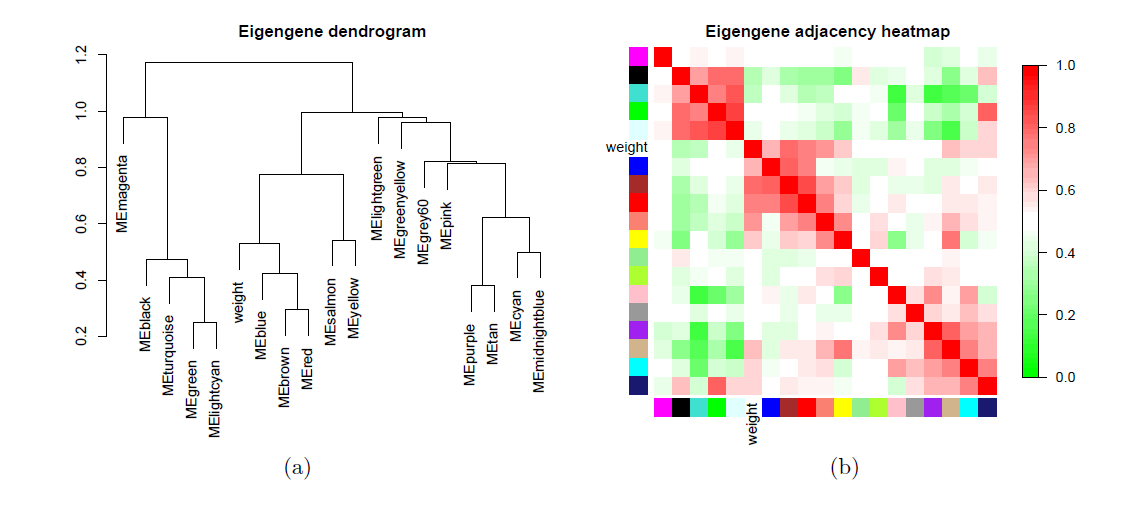 Eigengene dendrogram
1.2
1.0
0.8
0.6
0.4
0.2
MEmagenta
MEblack
MEturquoise
MEgreen
MElightcyan
weight
MEblue
MEbrown
MEred
MEsalmon
MEyellow
MElightgreen
MEgreenyellow
MEgrey60
MEpink
MEpurple
MEtan
MEcyan
MEmidnightblue
(a)
Eigengene adjacency heatmap
weight
weight
1.0
0.8
0.6
0.4
0.2
0.0
(b)